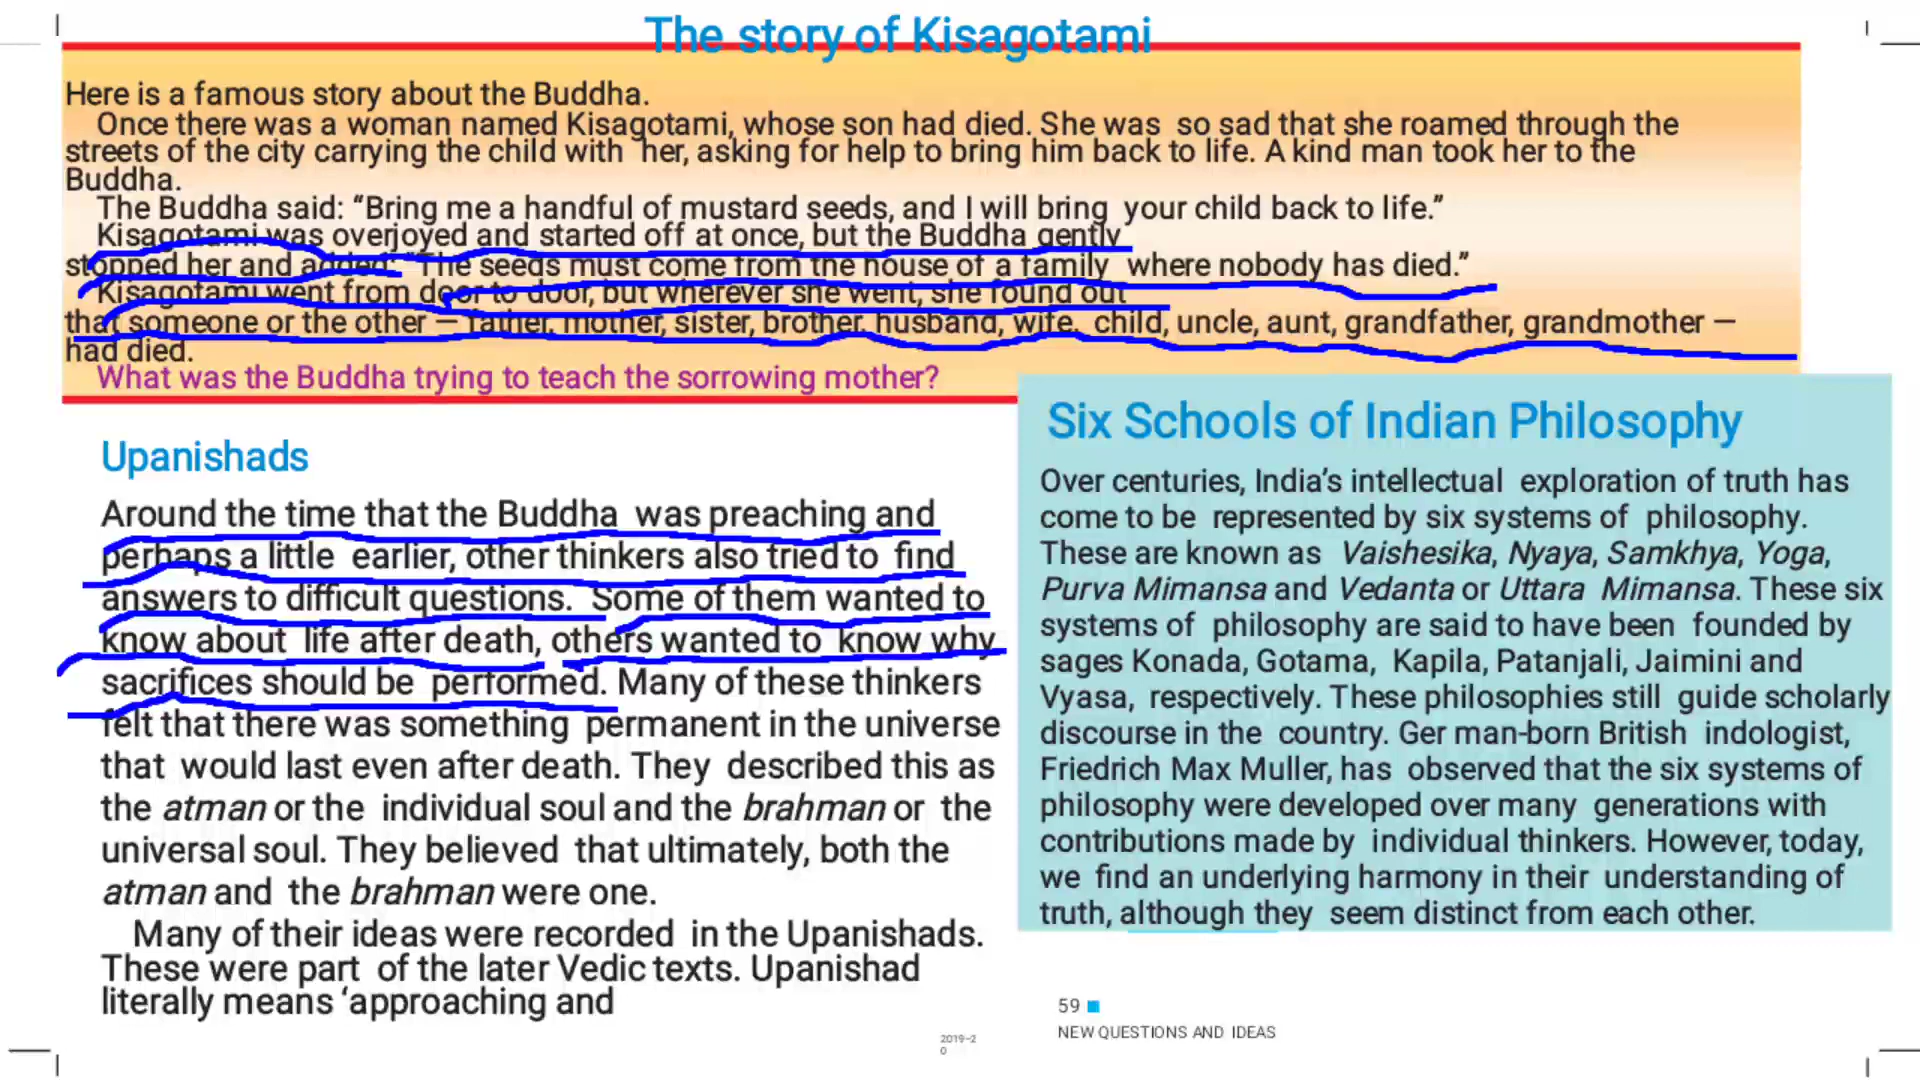 The story of Kisagotami
Here is a famous story about the Buddha.
Once there was a woman named Kisagotami, whose son had died. She was so sad that she roamed through the
streets of the city carrying the child with her, asking for help to bring him back to life. A kind man took her to the
Buddha.
The Buddha said: “Bring me a handful of mustard seeds, and I will bring your child back to life.”
Kisagotami was overjoyed and started off at once, but the Buddha gently
stopped her and added: “The seeds must come from the house of a family where nobody has died.”
Kisagotami went from door to door, but wherever she went, she found out
that someone or the other — father, mother, sister, brother, husband, wife, child, uncle, aunt, grandfather, grandmother —
had died.
What was the Buddha trying to teach the sorrowing mother?
Upanishads
Around the time that the Buddha was preaching and
perhaps a little earlier, other thinkers also tried to find
answers to difficult questions. Some of them wanted to
know about life after death, others wanted to know why
sacrifices should be performed. Many of these thinkers
felt that there was something permanent in the universe
that would last even after death. They described this as
the atman or the individual soul and the brahman or the
universal soul. They believed that ultimately, both the
atman and the brahman were one.
Many of their ideas were recorded in the Upanishads.
These were part of the later Vedic texts. Upanishad
literally means ‘approaching and
Six Schools of Indian Philosophy
Over centuries, India’s intellectual exploration of truth has
come to be represented by six systems of philosophy.
These are known as Vaishesika, Nyaya, Samkhya, Yoga,
Purva Mimansa and Vedanta or Uttara Mimansa. These six
systems of philosophy are said to have been founded by
sages Konada, Gotama, Kapila, Patanjali, Jaimini and
Vyasa, respectively. These philosophies still guide scholarly
discourse in the country. Ger man-born British indologist,
Friedrich Max Muller, has observed that the six systems of
philosophy were developed over many generations with
contributions made by individual thinkers. However, today,
we find an underlying harmony in their understanding of
truth, although they seem distinct from each other.
59
NEW QUESTIONS AND IDEAS
2019-2
0